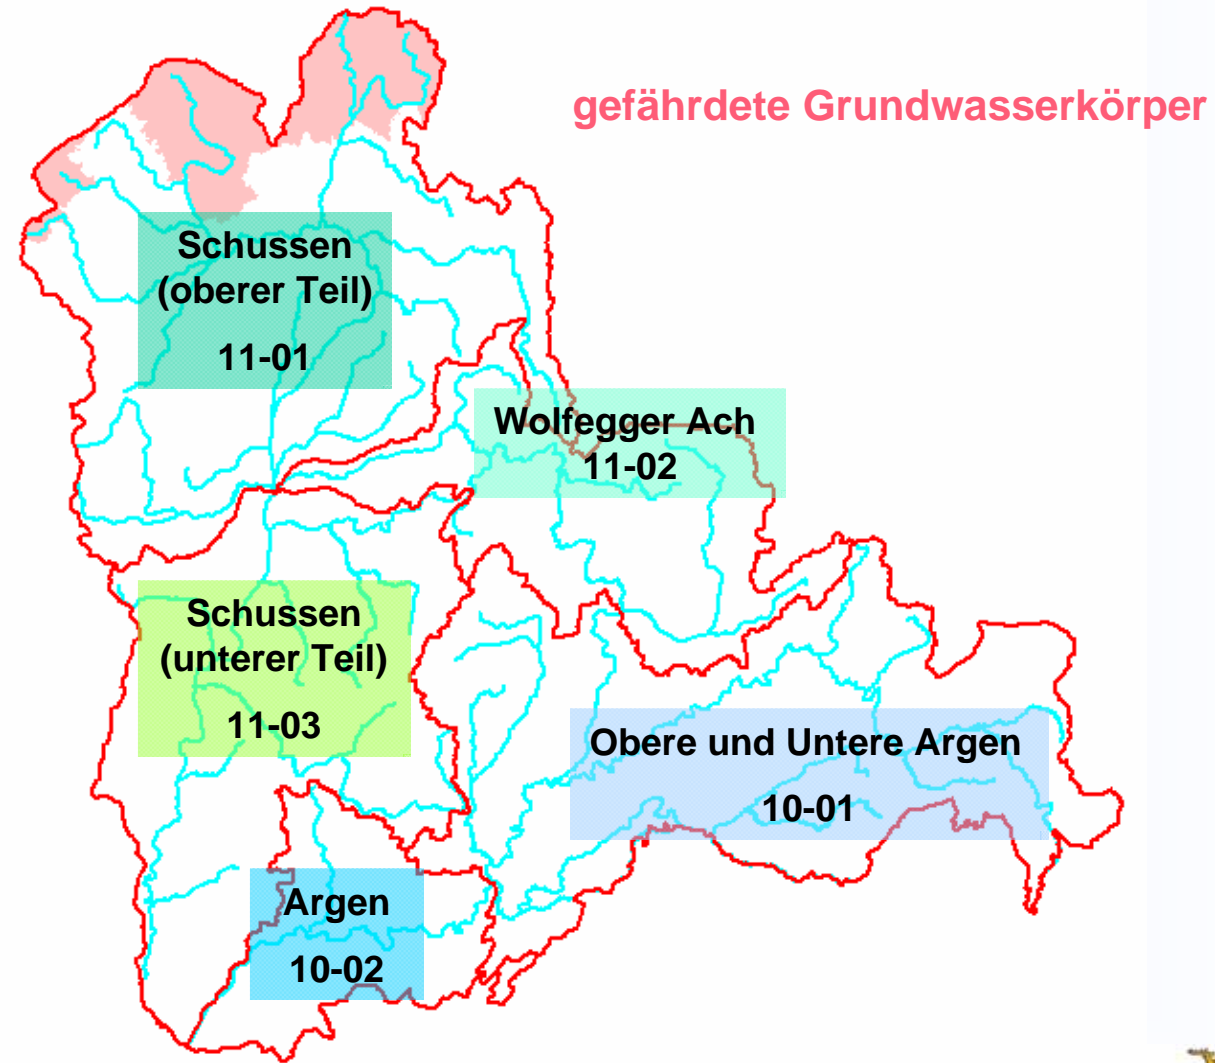 gefährdete Grundwasserkörper
Schussen
(oberer Teil)
11-01
Wolfegger Ach
11-02
Schussen
(unterer Teil)
11-03
Obere und Untere Argen
10-01
Argen
10-02